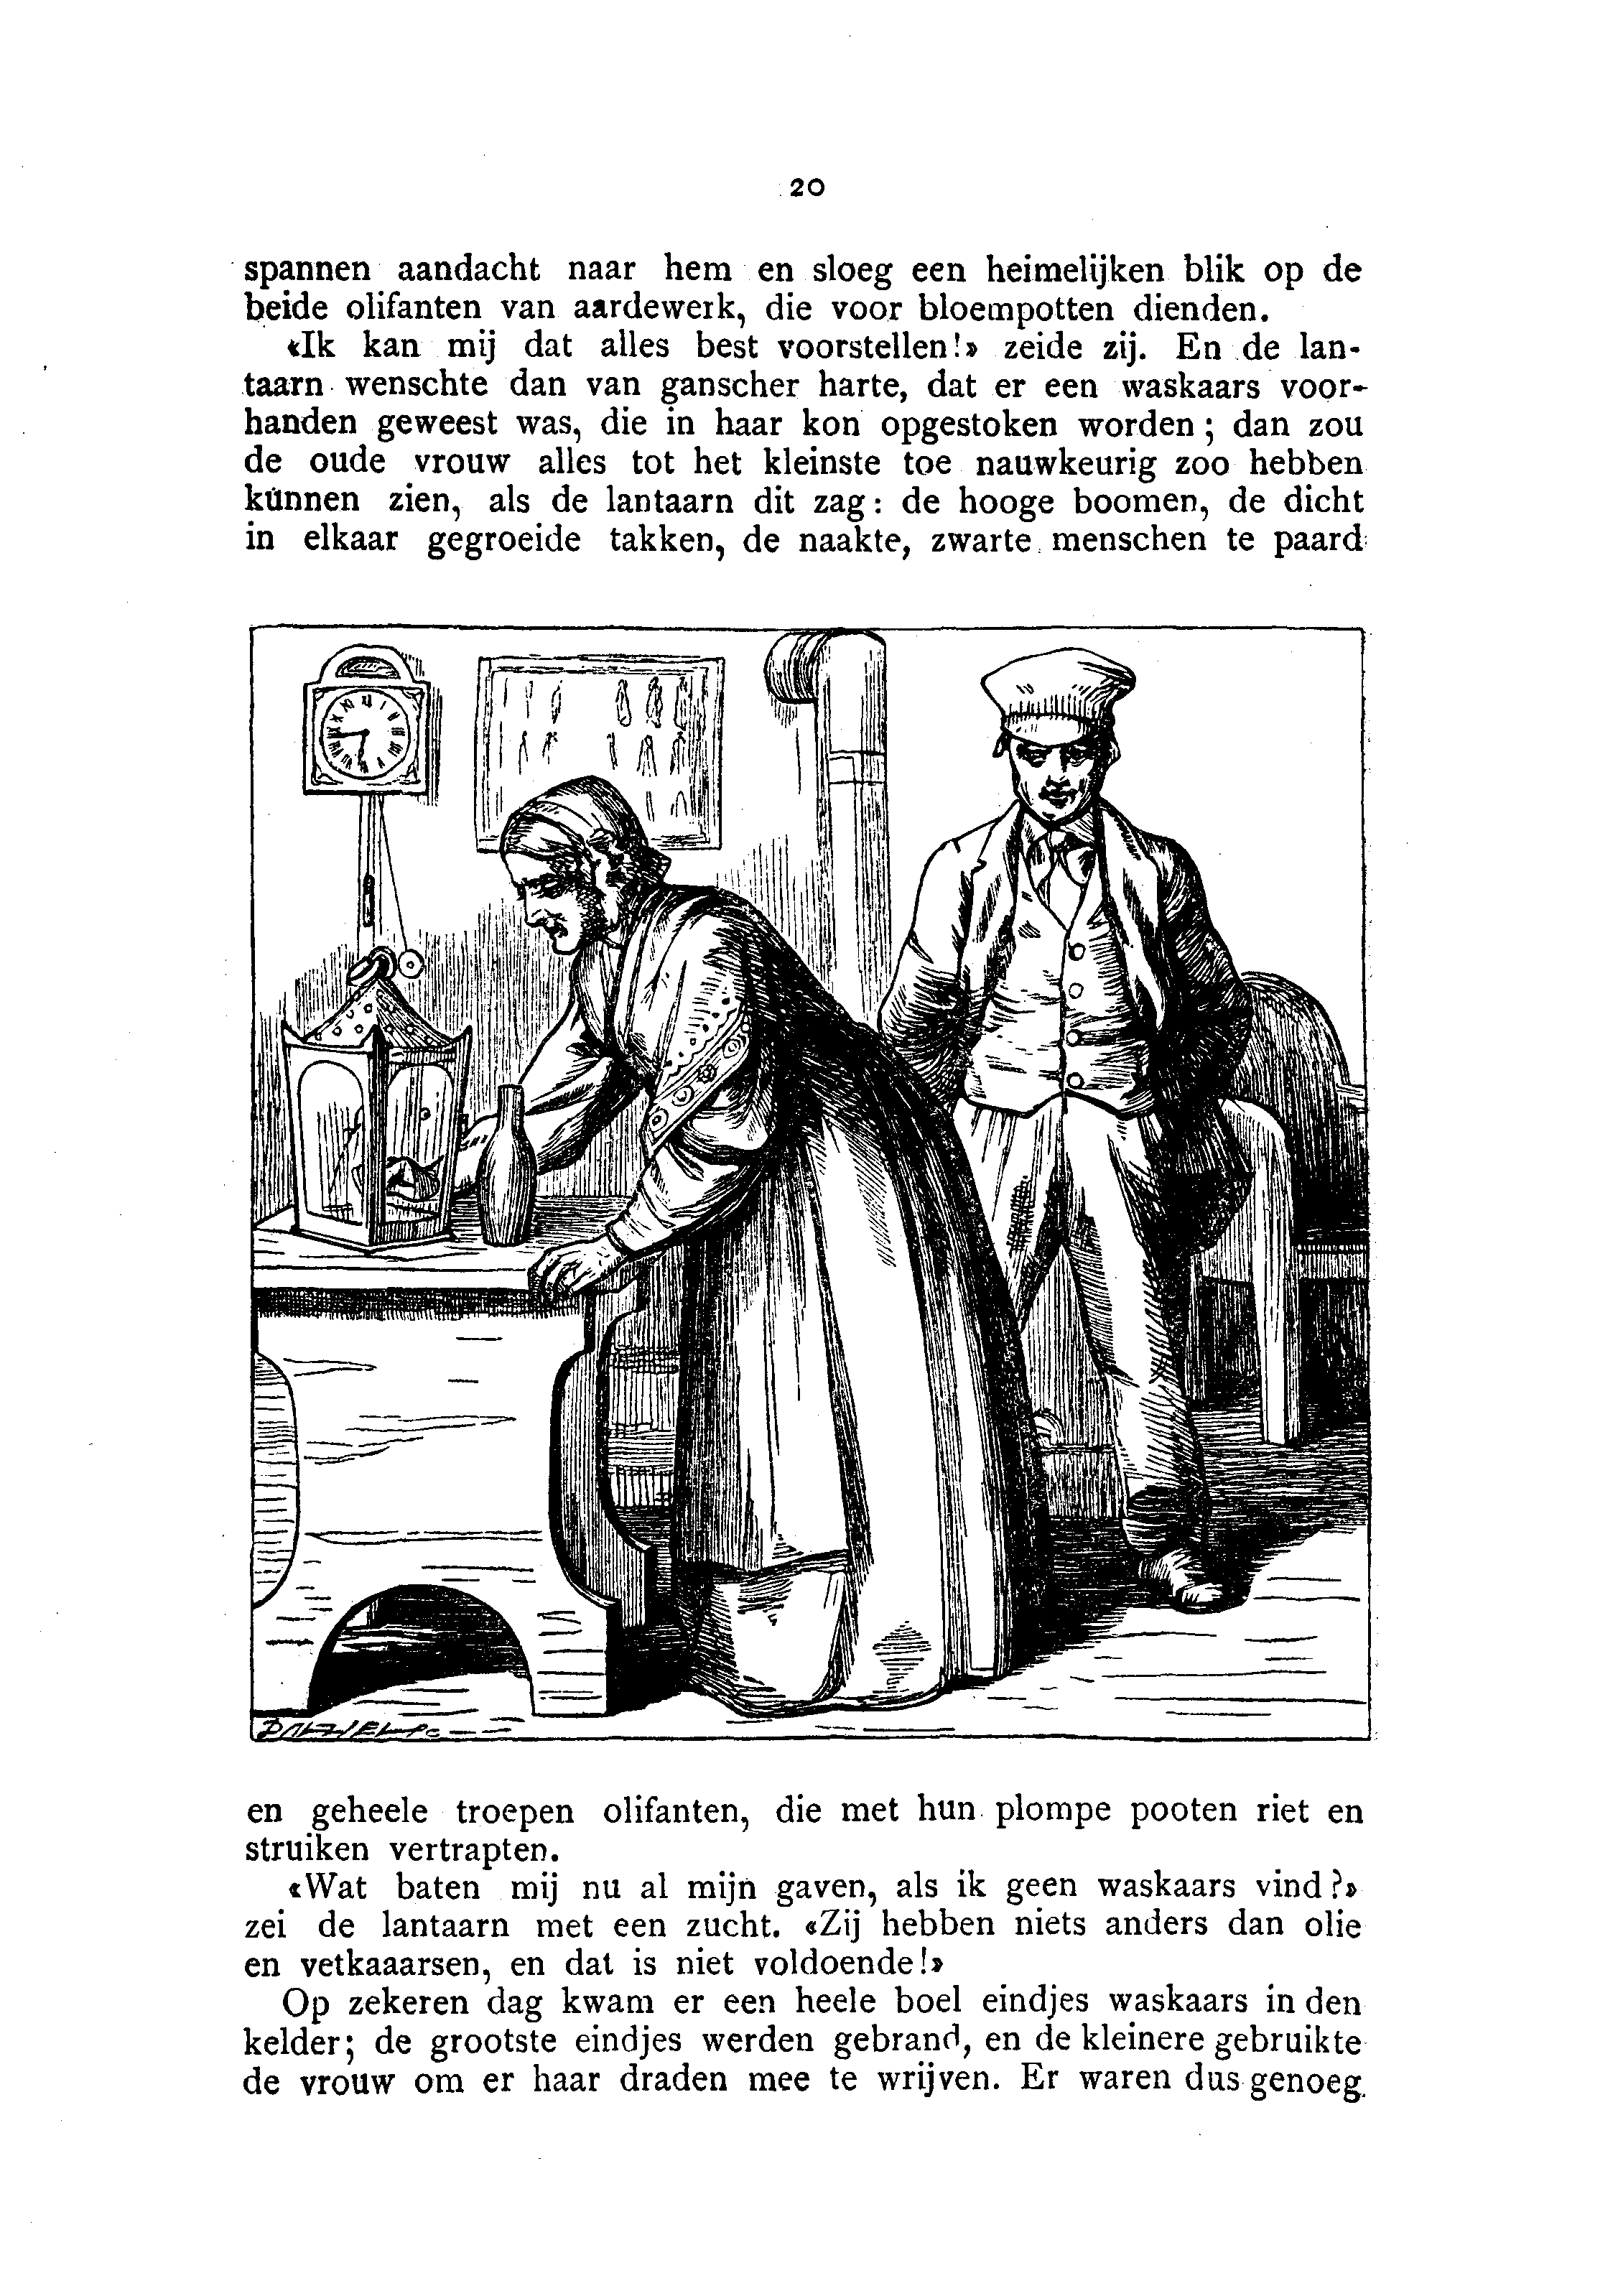 20
spannen aandacht naar hem en sloeg een heimelijken blik op de
beide olifanten van aardewerk, die voor bloempotten dienden.
«Ik kan mij dat alles best voorstellen!» zeide zij. En de lan-
taarn wenschte dan van ganscher harte, dat er een waskaars voor-
handen geweest was, die in haar kon opgestoken worden; dan zou
de oude vrouw alles tot het kleinste toe nauwkeurig zoo hebben
kunnen zien, als de lantaarn dit zag: de hooge boomen, de dicht
in elkaar gegroeide takken, de naakte, zwarte menschen te paard
DALZIEL Sc
en geheele troepen olifanten, die met hun plompe pooten riet en
struiken vertrapten.
«Wat baten mij nu al mijn gaven, als ik geen waskaars vind?»
zei de lantaarn met een zucht. «Zij hebben niets anders dan olie
en vetkaaarsen, en dat is niet voldoende!»
Op zekeren dag kwam er een heele boel eindjes waskaars in den
kelder; de grootste eindjes werden gebrand, en de kleinere gebruikte
de vrouw om er haar draden mee te wrijven. Er waren dus genoeg